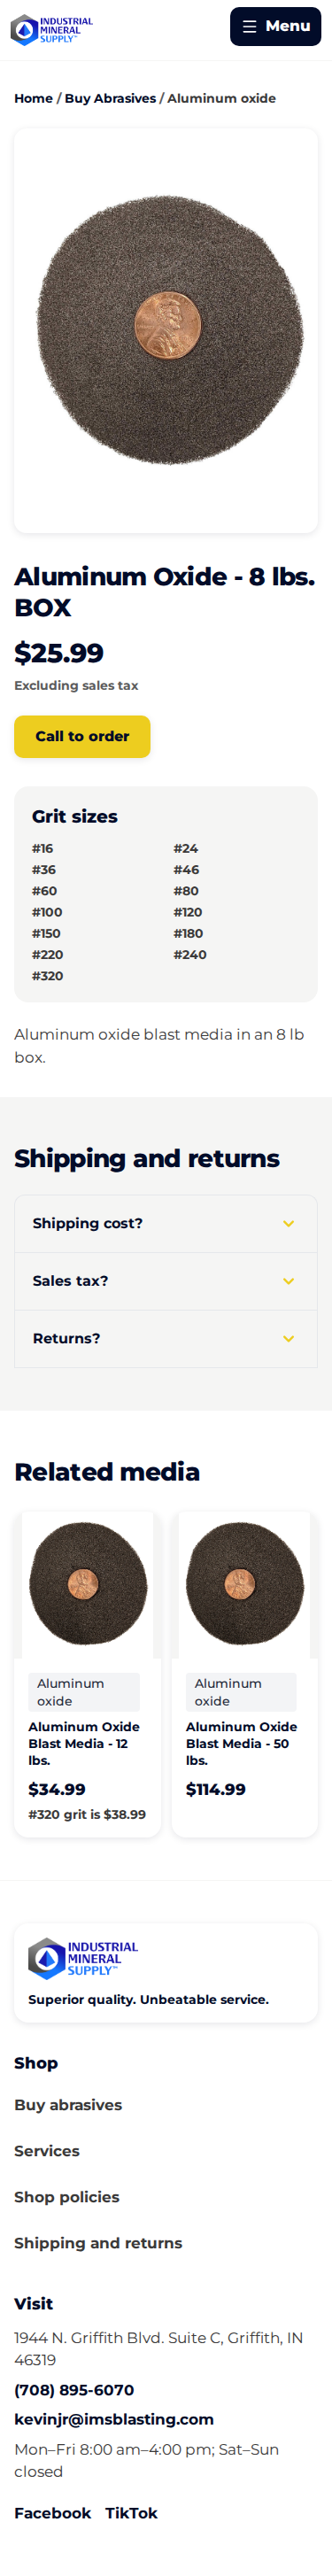 INDUSTRIAL
MINERAL
SUPPLY™
Menu
Home / Buy Abrasives / Aluminum oxide
Aluminum Oxide - 8 lbs.
BOX
$25.99
Excluding sales tax
Call to order
Grit sizes
#16
#24
#36
#46
#60
#80
#100
#120
#150
#180
#220
#240
#320
Aluminum oxide blast media in an 8 lb
box.
Shipping and returns
Shipping cost?
Sales tax?
Returns?
Related media
Aluminum
oxide
Aluminum Oxide
Blast Media - 12
lbs.
$34.99
#320 grit is $38.99
Aluminum
oxide
Aluminum Oxide
Blast Media - 50
lbs.
$114.99
INDUSTRIAL
MINERAL
SUPPLY™
Superior quality. Unbeatable service.
Shop
Buy abrasives
Services
Shop policies
Shipping and returns
Visit
1944 N. Griffith Blvd. Suite C, Griffith, IN
46319
(708) 895-6070
kevinjr@imsblasting.com
Mon–Fri 8:00 am–4:00 pm; Sat–Sun
closed
Facebook TikTok